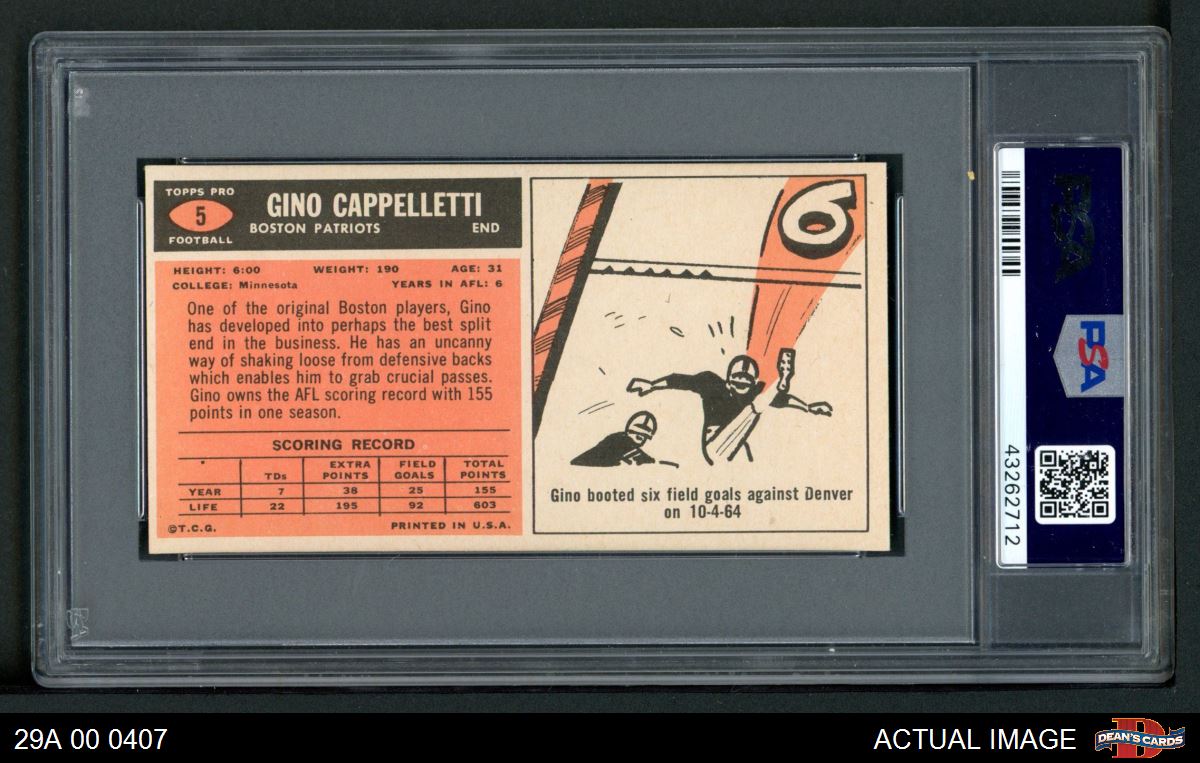 TOPPS PRO
5
FOOTBALL
GINO CAPPELLETTI
BOSTON PATRIOTS END
HEIGHT: 6:00 WEIGHT: 190 AGE: 31
COLLEGE: Minnesota YEARS IN AFL: 6
One of the original Boston players, Gino
has developed into perhaps the best split
end in the business. He has an uncanny
way of shaking loose from defensive backs
which enables him to grab crucial passes.
Gino owns the AFL scoring record with 155
points in one season.
SCORING RECORD
TDs EXTRA POINTS FIELD GOALS TOTAL POINTS
YEAR 7 38 25 155
LIFE 22 195 92 603
©T.C.G. PRINTED IN U.S.A.
6
Gino booted six field goals against Denver
on 10-4-64
PSA
PSA
43262712
PSA
29A 00 0407
ACTUAL IMAGE
DEAN'S CARDS